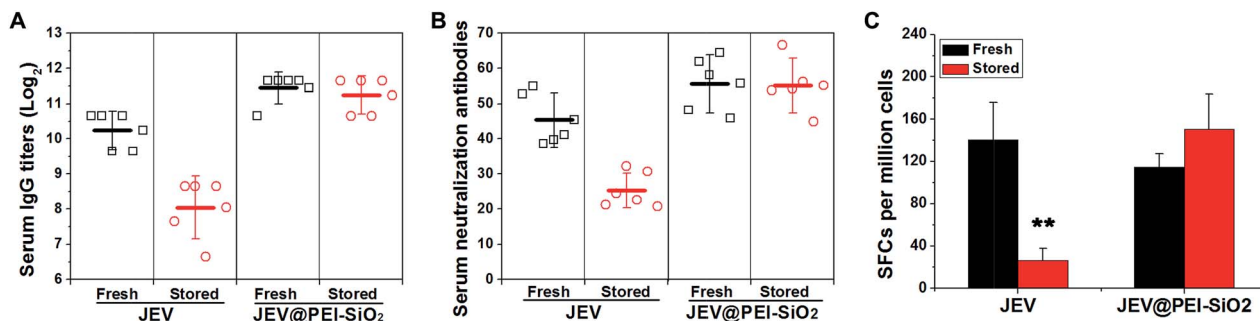 A
Serum IgG titers (Log2)
13
12
11
10
9
8
7
6
Fresh Stored Fresh Stored
JEV JEV@PEI-SiO2
B
Serum neutralization antibodies
70
60
50
40
30
20
10
0
Fresh Stored Fresh Stored
JEV JEV@PEI-SiO2
C
SFCs per million cells
240
200
160
120
80
40
0
Fresh
Stored
**
JEV JEV@PEI-SiO2